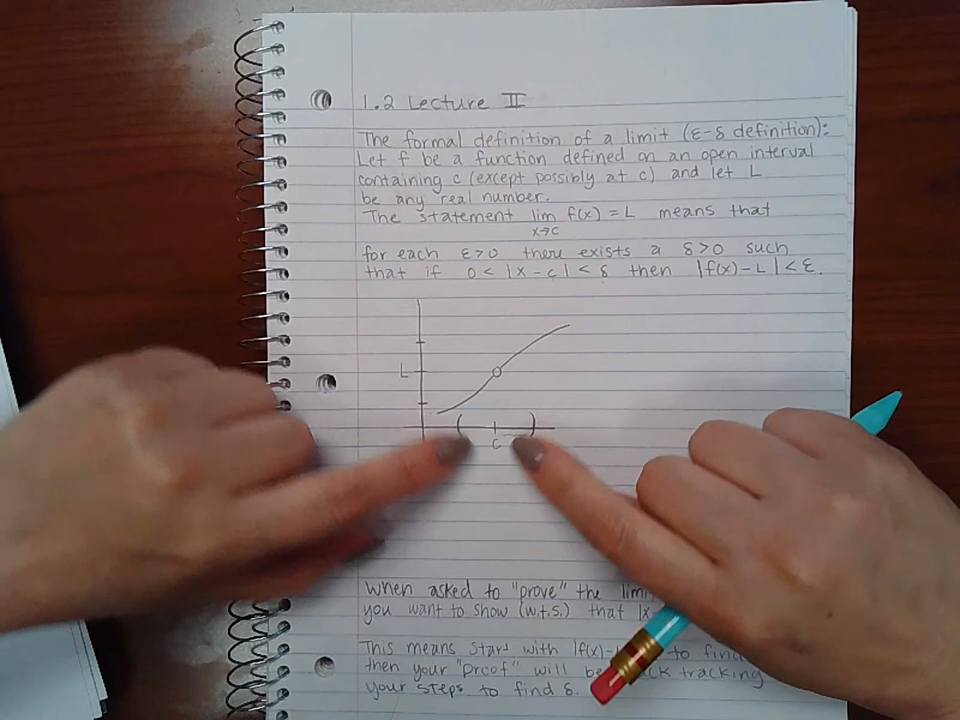 1.2 Lecture II
The formal definition of a limit (ε-δ definition):
Let f be a function defined on an open interval
containing c (except possibly at c) and let L
be any real number.
The statement lim f(x) = L means that
x→c
for each ε>0 there exists a δ>0 such
that if 0 < |x-c| < δ then |f(x)-L| < ε.
L
( )
c
When asked to "prove" the
you want to show (w.t.s.) that
This means start with to
then your "proof" will tracking
your steps to find δ.